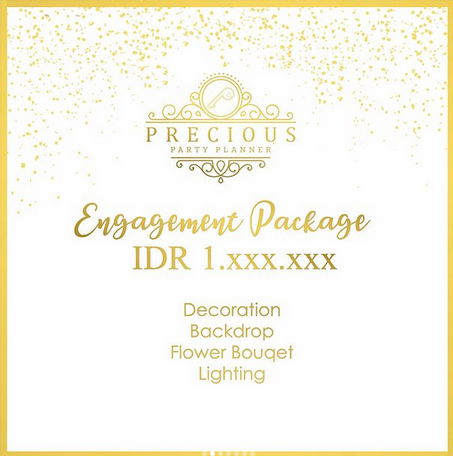 PRECIOUS
PARTY PLANNER
Engagement Package
IDR 1.xxx.xxx
Decoration
Backdrop
Flower Bouqet
Lighting